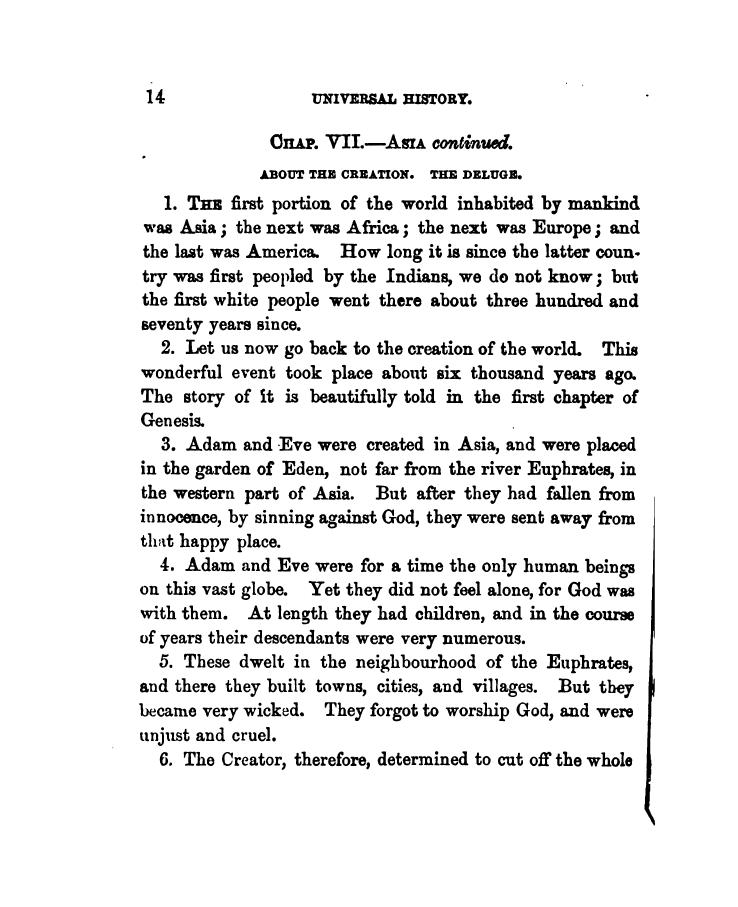 14 UNIVERSAL HISTORY.
CHAP. VII.—ASIA continued.
ABOUT THE CREATION. THE DELUGE.
1. THE first portion of the world inhabited by mankind
was Asia; the next was Africa; the next was Europe; and
the last was America. How long it is since the latter coun-
try was first peopled by the Indians, we do not know; but
the first white people went there about three hundred and
seventy years since.
2. Let us now go back to the creation of the world. This
wonderful event took place about six thousand years ago.
The story of it is beautifully told in the first chapter of
Genesis.
3. Adam and Eve were created in Asia, and were placed
in the garden of Eden, not far from the river Euphrates, in
the western part of Asia. But after they had fallen from
innocence, by sinning against God, they were sent away from
that happy place.
4. Adam and Eve were for a time the only human beings
on this vast globe. Yet they did not feel alone, for God was
with them. At length they had children, and in the course
of years their descendants were very numerous.
5. These dwelt in the neighbourhood of the Euphrates,
and there they built towns, cities, and villages. But they
became very wicked. They forgot to worship God, and were
unjust and cruel.
6. The Creator, therefore, determined to cut off the whole